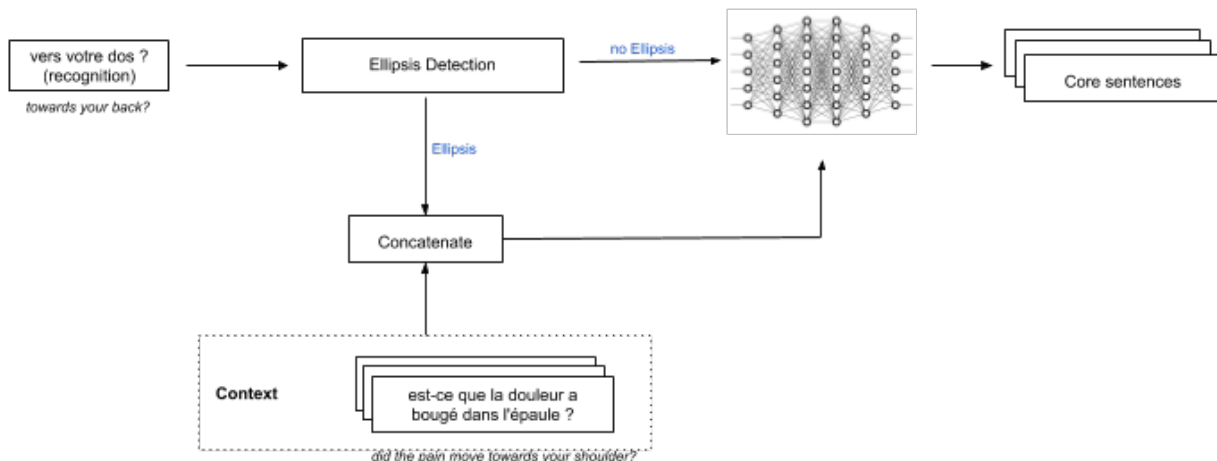 vers votre dos ?
(recognition)
towards your back?
Ellipsis Detection
no Ellipsis
Core sentences
Ellipsis
Concatenate
Context
est-ce que la douleur a
bougé dans l'épaule ?
did the pain move towards your shoulder?